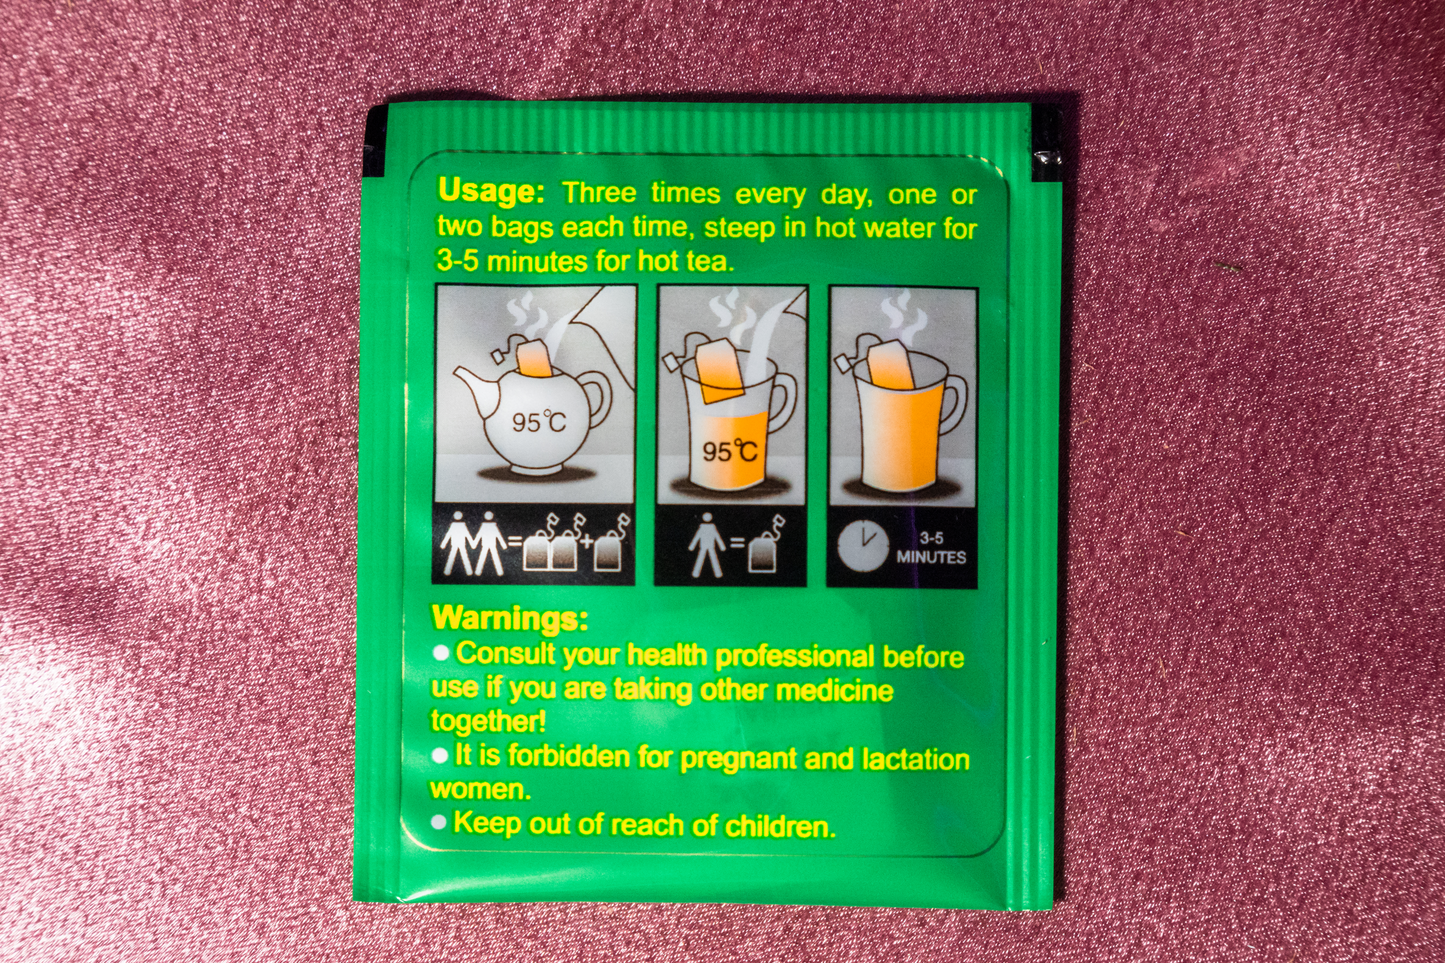 Usage: Three times every day, one or
two bags each time, steep in hot water for
3-5 minutes for hot tea.
95℃
95℃
=
+
=
3-5
MINUTES
Warnings:
● Consult your health professional before
use if you are taking other medicine
together!
● It is forbidden for pregnant and lactation
women.
● Keep out of reach of children.